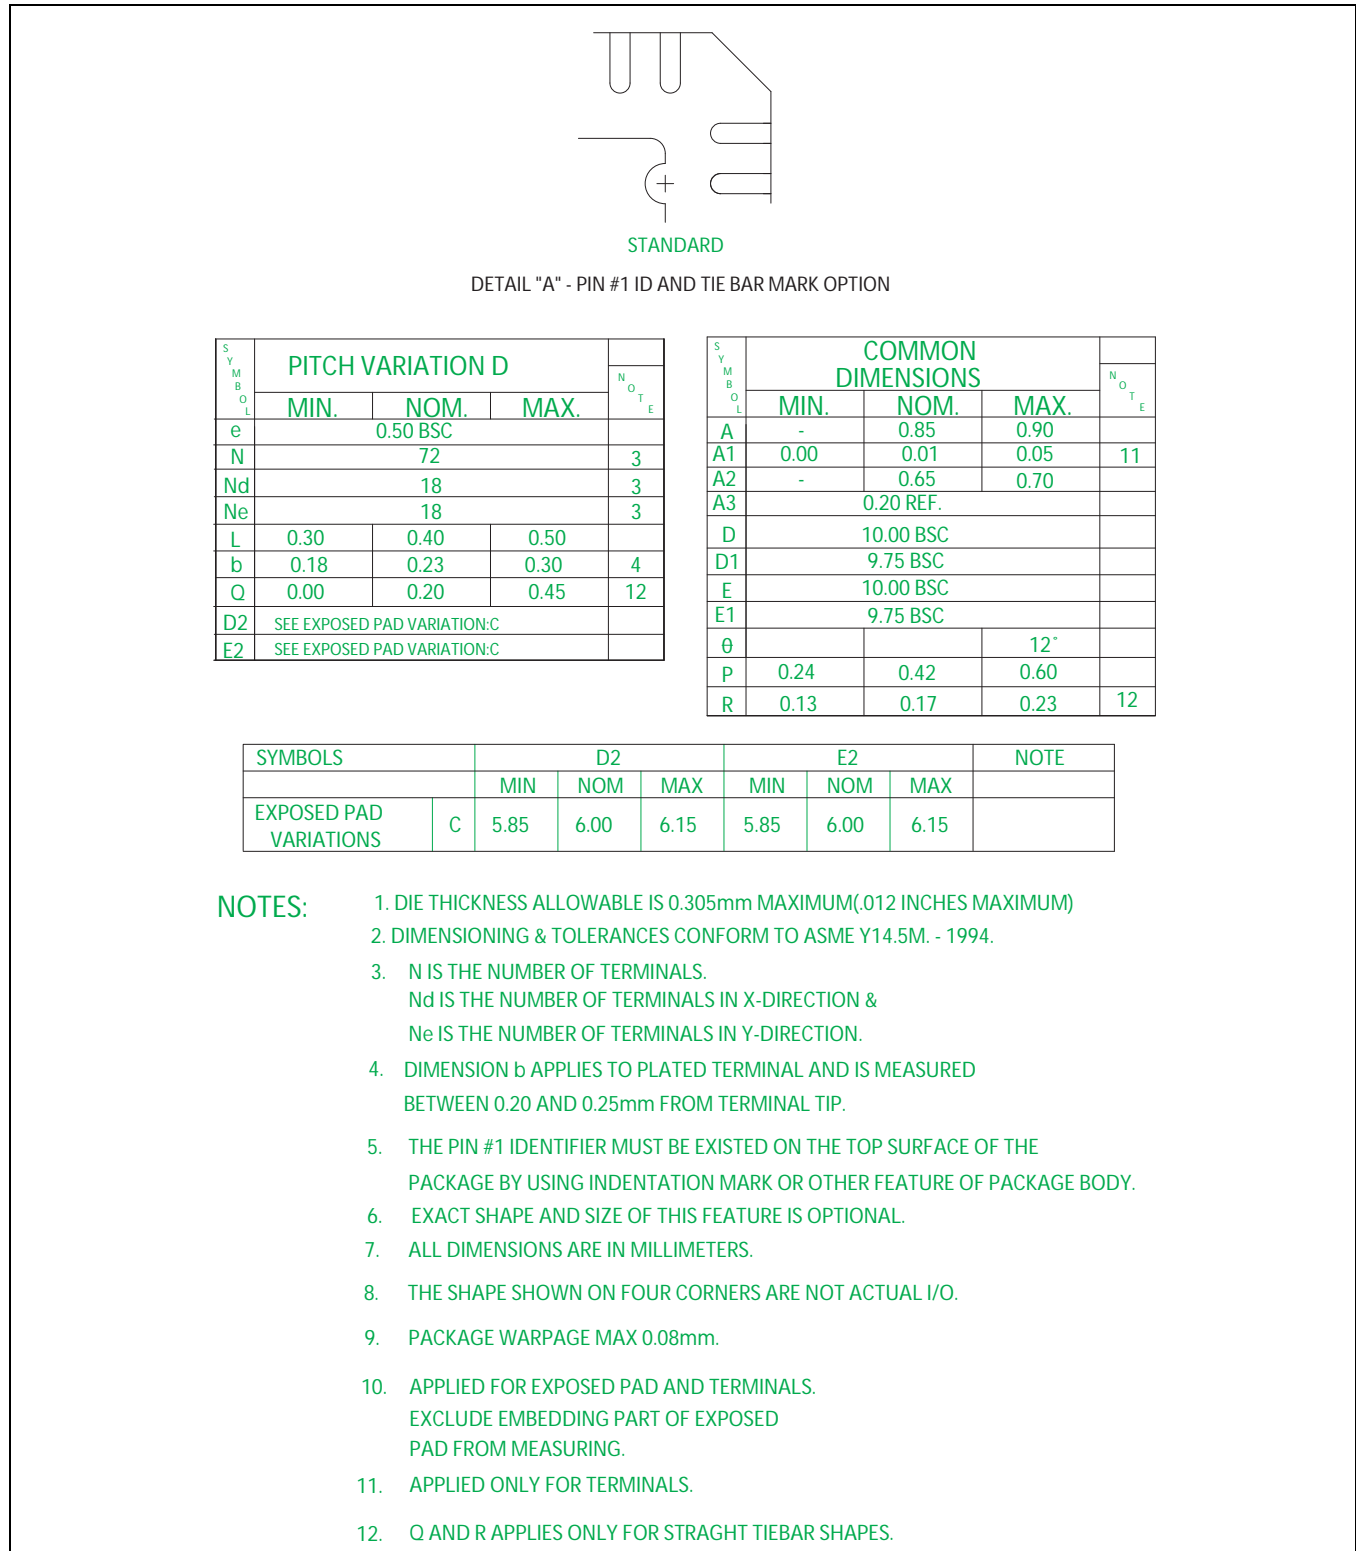 STANDARD
DETAIL "A" - PIN #1 ID AND TIE BAR MARK OPTION
SYMBOL PITCH VARIATION D NOTE
MIN. NOM. MAX.
e 0.50 BSC
N 72 3
Nd 18 3
Ne 18 3
L 0.30 0.40 0.50
b 0.18 0.23 0.30 4
Q 0.00 0.20 0.45 12
D2 SEE EXPOSED PAD VARIATION:C
E2 SEE EXPOSED PAD VARIATION:C
SYMBOL COMMON NOTE
DIMENSIONS
MIN. NOM. MAX.
A - 0.85 0.90
A1 0.00 0.01 0.05 11
A2 - 0.65 0.70
A3 0.20 REF.
D 10.00 BSC
D1 9.75 BSC
E 10.00 BSC
E1 9.75 BSC
θ 12°
P 0.24 0.42 0.60
R 0.13 0.17 0.23 12
SYMBOLS D2 E2 NOTE
MIN NOM MAX MIN NOM MAX
EXPOSED PAD
VARIATIONS C 5.85 6.00 6.15 5.85 6.00 6.15
NOTES:
1. DIE THICKNESS ALLOWABLE IS 0.305mm MAXIMUM(.012 INCHES MAXIMUM)
2. DIMENSIONING & TOLERANCES CONFORM TO ASME Y14.5M. - 1994.
3. N IS THE NUMBER OF TERMINALS.
Nd IS THE NUMBER OF TERMINALS IN X-DIRECTION &
Ne IS THE NUMBER OF TERMINALS IN Y-DIRECTION.
4. DIMENSION b APPLIES TO PLATED TERMINAL AND IS MEASURED
BETWEEN 0.20 AND 0.25mm FROM TERMINAL TIP.
5. THE PIN #1 IDENTIFIER MUST BE EXISTED ON THE TOP SURFACE OF THE
PACKAGE BY USING INDENTATION MARK OR OTHER FEATURE OF PACKAGE BODY.
6. EXACT SHAPE AND SIZE OF THIS FEATURE IS OPTIONAL.
7. ALL DIMENSIONS ARE IN MILLIMETERS.
8. THE SHAPE SHOWN ON FOUR CORNERS ARE NOT ACTUAL I/O.
9. PACKAGE WARPAGE MAX 0.08mm.
10. APPLIED FOR EXPOSED PAD AND TERMINALS.
EXCLUDE EMBEDDING PART OF EXPOSED
PAD FROM MEASURING.
11. APPLIED ONLY FOR TERMINALS.
12. Q AND R APPLIES ONLY FOR STRAGHT TIEBAR SHAPES.